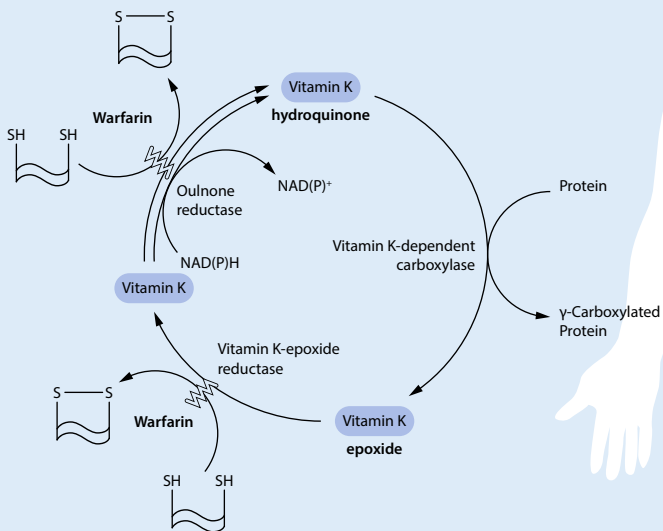 S S
Vitamin K
hydroquinone
Warfarin
SH SH
Oulnone
reductase
NAD(P)+
Protein
Vitamin K-dependent
carboxylase
NAD(P)H
Vitamin K
γ-Carboxylated
Protein
Vitamin K-epoxide
reductase
S S
Warfarin
Vitamin K
epoxide
SH SH